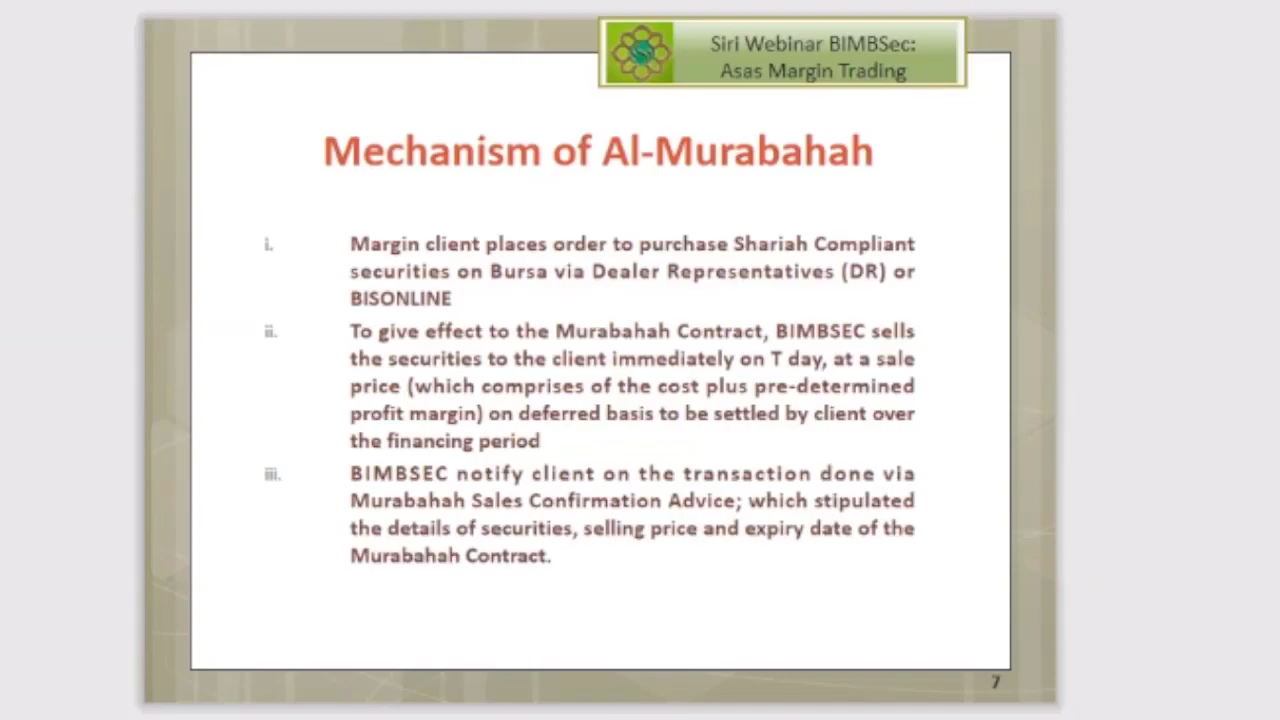 Siri Webinar BIMBSec:
Asas Margin Trading
Mechanism of Al-Murabahah
i. Margin client places order to purchase Shariah Compliant
securities on Bursa via Dealer Representatives (DR) or
BISONLINE
ii. To give effect to the Murabahah Contract, BIMBSEC sells
the securities to the client immediately on T day, at a sale
price (which comprises of the cost plus pre-determined
profit margin) on deferred basis to be settled by client over
the financing period
iii. BIMBSEC notify client on the transaction done via
Murabahah Sales Confirmation Advice; which stipulated
the details of securities, selling price and expiry date of the
Murabahah Contract.
7